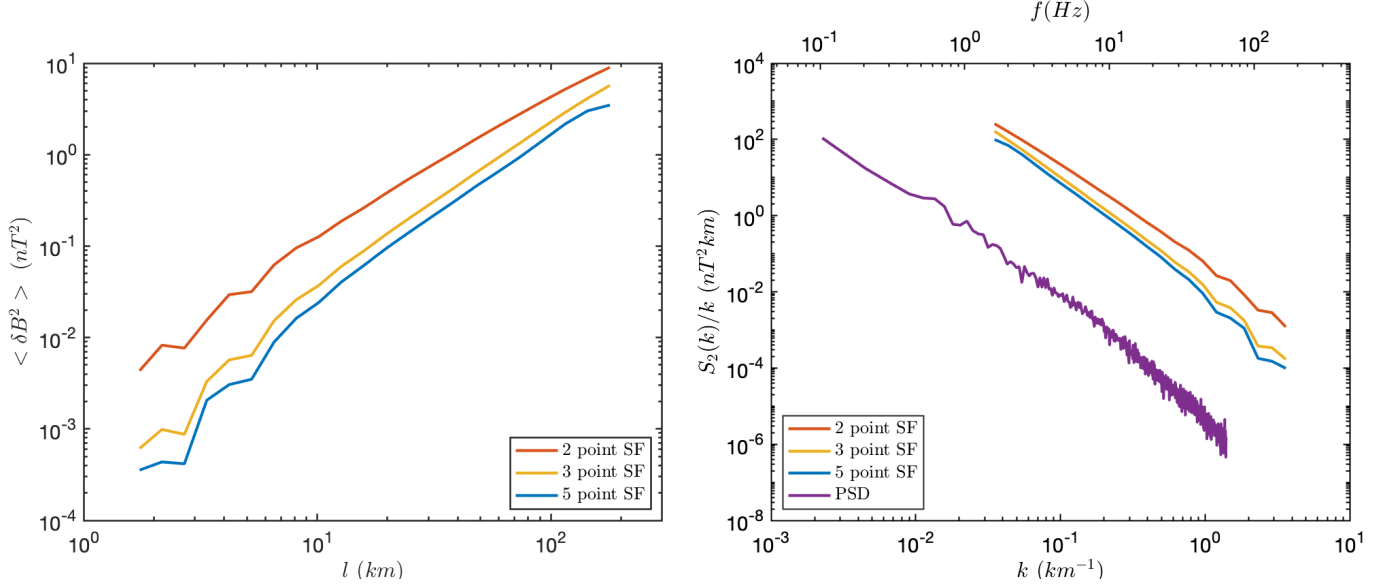 10^1
10^0
10^-1
10^-2
10^-3
10^-4
< δB^2 > (nT^2)
10^0
10^1
10^2
l (km)
2 point SF
3 point SF
5 point SF
f(Hz)
10^-1
10^0
10^1
10^2
10^4
10^2
10^0
10^-2
10^-4
10^-6
10^-8
S_2(k)/k (nT^2km)
2 point SF
3 point SF
5 point SF
PSD
10^-3
10^-2
10^-1
10^0
10^1
k (km^-1)